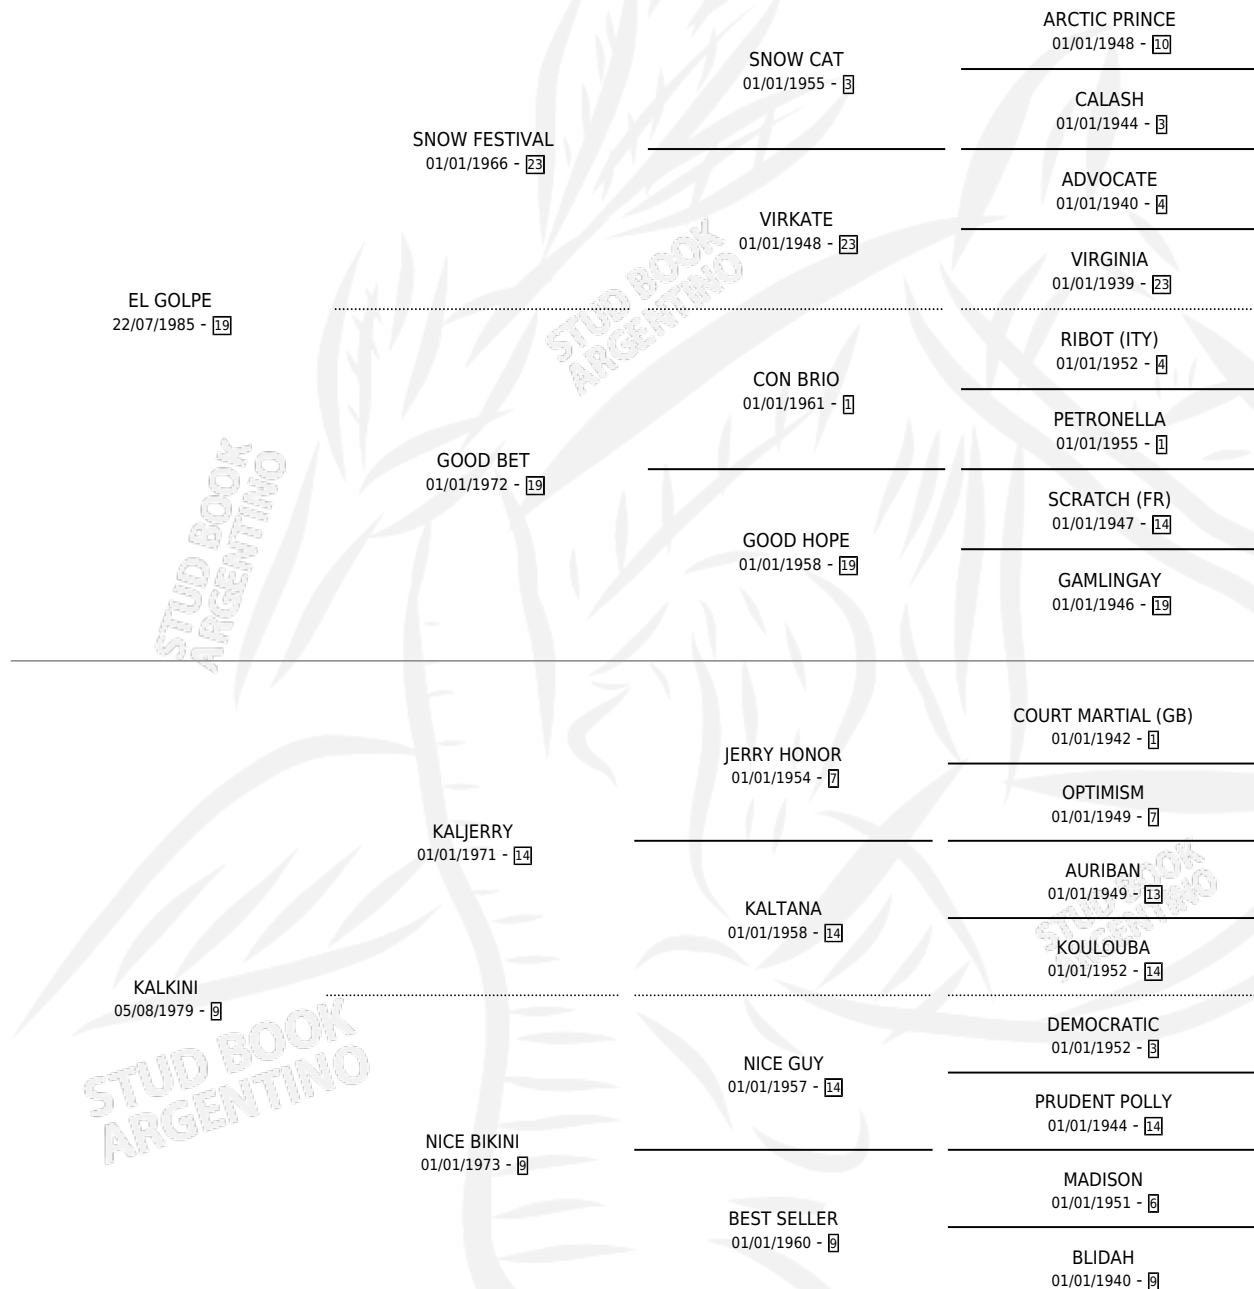 ARCTIC PRINCE
01/01/1948 - 10
SNOW CAT
01/01/1955 - 3
CALASH
01/01/1944 - 3
SNOW FESTIVAL
01/01/1966 - 23
ADVOCATE
01/01/1940 - 4
VIRKATE
01/01/1948 - 23
VIRGINIA
01/01/1939 - 23
EL GOLPE
22/07/1985 - 19
RIBOT (ITY)
01/01/1952 - 4
CON BRIO
01/01/1961 - 1
PETRONELLA
01/01/1955 - 1
GOOD BET
01/01/1972 - 19
SCRATCH (FR)
01/01/1947 - 14
GOOD HOPE
01/01/1958 - 19
GAMLINGAY
01/01/1946 - 19
COURT MARTIAL (GB)
01/01/1942 - 1
JERRY HONOR
01/01/1954 - 7
OPTIMISM
01/01/1949 - 7
KALJERRY
01/01/1971 - 14
AURIBAN
01/01/1949 - 13
KALTANA
01/01/1958 - 14
KOULOUBA
01/01/1952 - 14
KALKINI
05/08/1979 - 9
DEMOCRATIC
01/01/1952 - 3
NICE GUY
01/01/1957 - 14
PRUDENT POLLY
01/01/1944 - 14
NICE BIKINI
01/01/1973 - 9
MADISON
01/01/1951 - 6
BEST SELLER
01/01/1960 - 9
BLIDAH
01/01/1940 - 9
STUD BOOK
ARGENTINO
STUD BOOK
ARGENTINO
STUD BOOK
ARGENTINO
STUD BOOK
ARGENTINO